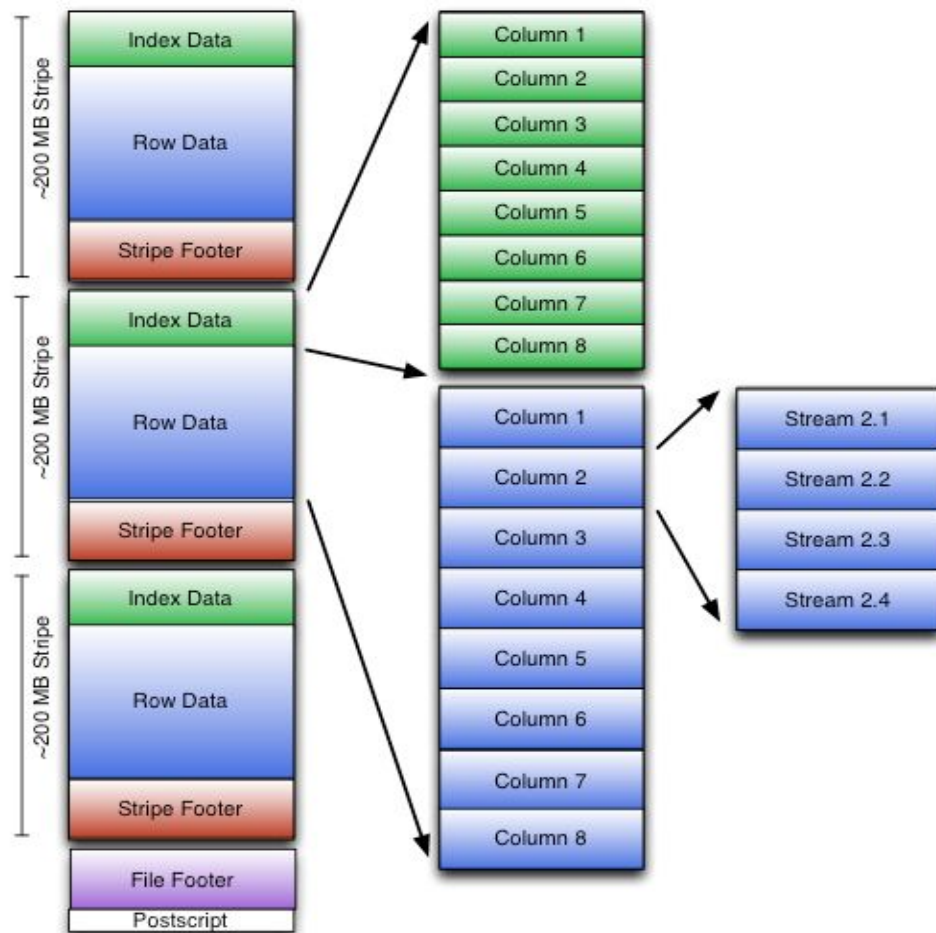 ~200 MB Stripe
Index Data
Row Data
Stripe Footer
~200 MB Stripe
Index Data
Row Data
Stripe Footer
~200 MB Stripe
Index Data
Row Data
Stripe Footer
File Footer
Postscript
Column 1
Column 2
Column 3
Column 4
Column 5
Column 6
Column 7
Column 8
Column 1
Column 2
Column 3
Column 4
Column 5
Column 6
Column 7
Column 8
Stream 2.1
Stream 2.2
Stream 2.3
Stream 2.4